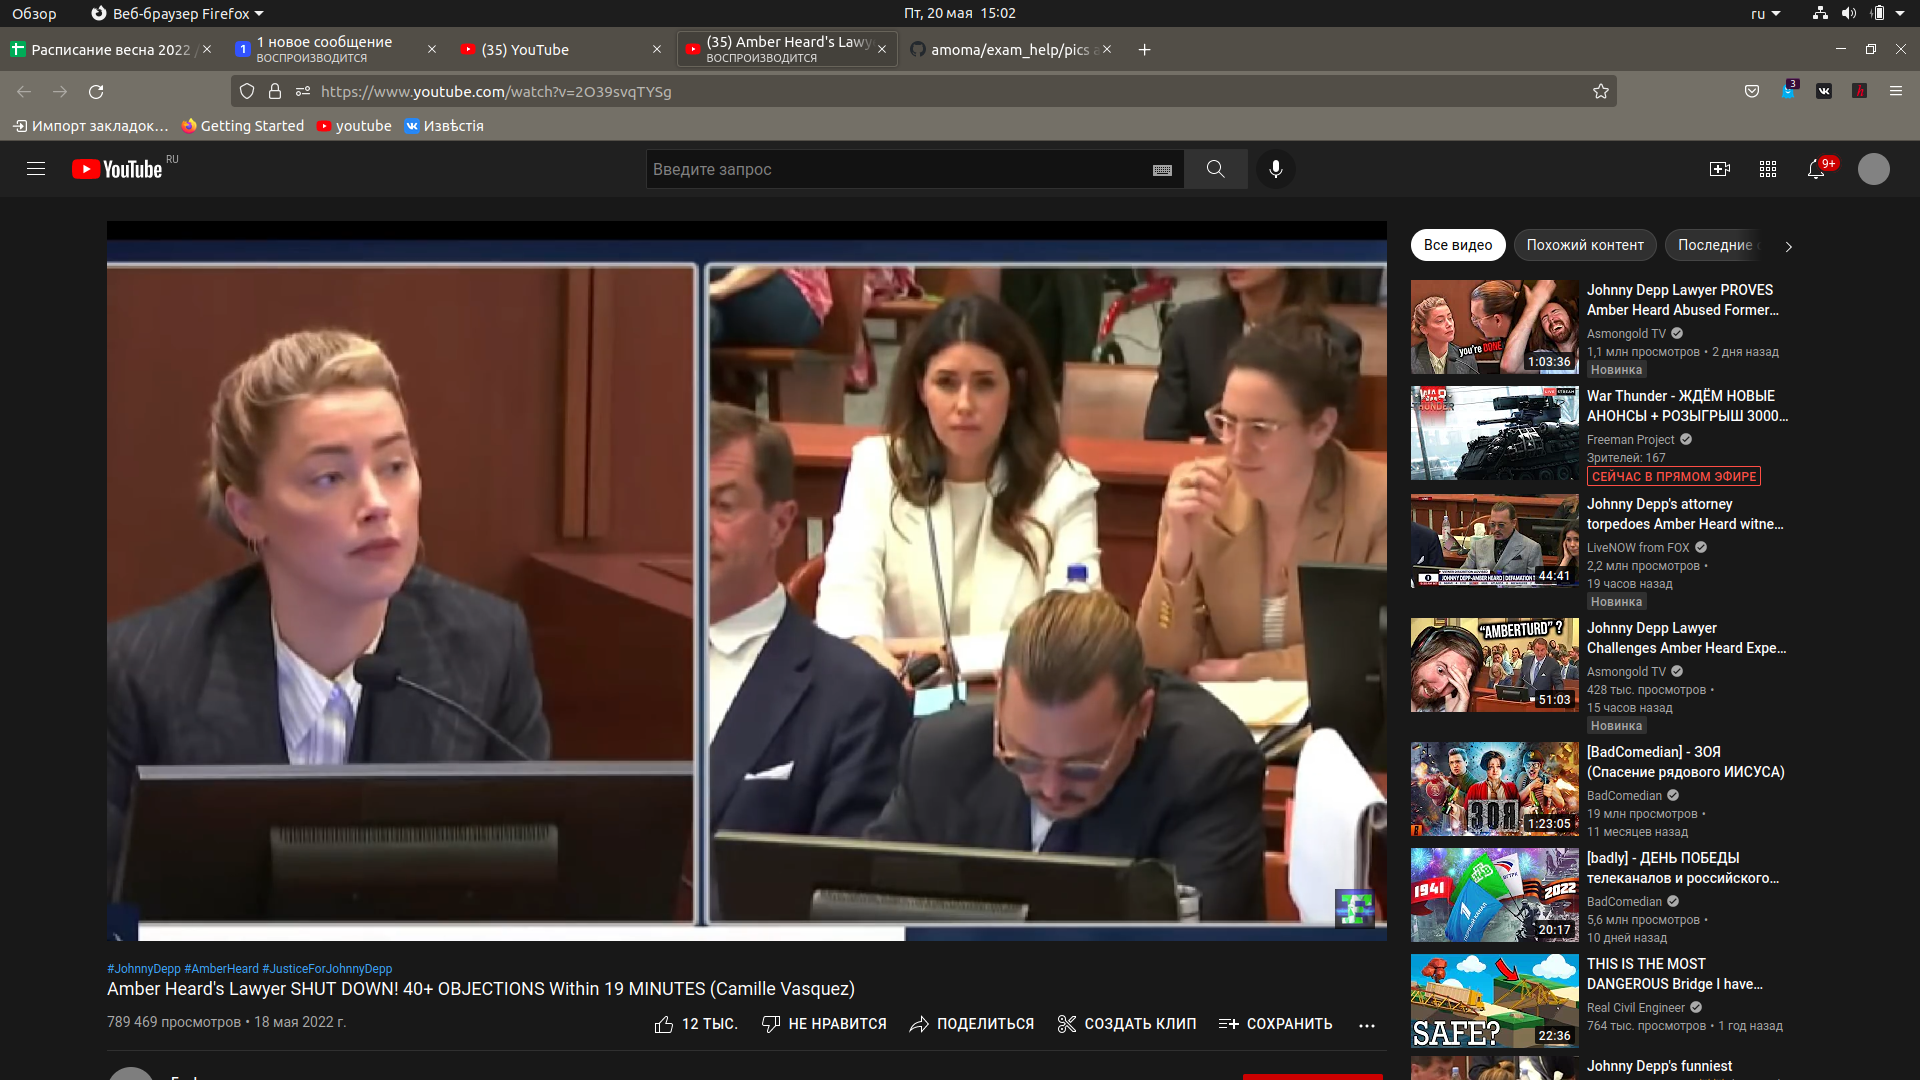 Обзор
Веб-браузер Firefox
Пт, 20 мая 15:02
ru
Расписание весна 2022 /
1 новое сообщение
ВОСПРОИЗВОДИТСЯ
(35) YouTube
(35) Amber Heard's Lawy
ВОСПРОИЗВОДИТСЯ
amoma/exam_help/pics a
https://www.youtube.com/watch?v=2O39svqTYSg
3
Импорт закладок...
Getting Started
youtube
Извѣстія
YouTube RU
Введите запрос
9+
Все видео
Похожий контент
Последние
Johnny Depp Lawyer PROVES
Amber Heard Abused Former...
Asmongold TV
1,1 млн просмотров • 2 дня назад
Новинка
you're DONE
1:03:36
War Thunder - ЖДЁМ НОВЫЕ
АНОНСЫ + РОЗЫГРЫШ 3000...
Freeman Project
Зрителей: 167
СЕЙЧАС В ПРЯМОМ ЭФИРЕ
WAR
THUNDER
Johnny Depp's attorney
torpedoes Amber Heard witne...
LiveNOW from FOX
2,2 млн просмотров •
19 часов назад
Новинка
44:41
Johnny Depp Lawyer
Challenges Amber Heard Expe...
Asmongold TV
428 тыс. просмотров •
15 часов назад
Новинка
"AMBERTURD"?
51:03
[BadComedian] - ЗОЯ
(Спасение рядового ИИСУСА)
BadComedian
19 млн просмотров •
11 месяцев назад
ЗОЯ
1:23:05
[badly] - ДЕНЬ ПОБЕДЫ
телеканалов и российского...
BadComedian
5,6 млн просмотров •
10 дней назад
1941
НТВ
ВГТРК
2022
20:17
THIS IS THE MOST
DANGEROUS Bridge I have...
Real Civil Engineer
764 тыс. просмотров • 1 год назад
SAFE?
22:36
Johnny Depp's funniest
#JohnnyDepp #AmberHeard #JusticeForJohnnyDepp
Amber Heard's Lawyer SHUT DOWN! 40+ OBJECTIONS Within 19 MINUTES (Camille Vasquez)
789 469 просмотров • 18 мая 2022 г.
12 ТЫС.
НЕ НРАВИТСЯ
ПОДЕЛИТЬСЯ
СОЗДАТЬ КЛИП
СОХРАНИТЬ